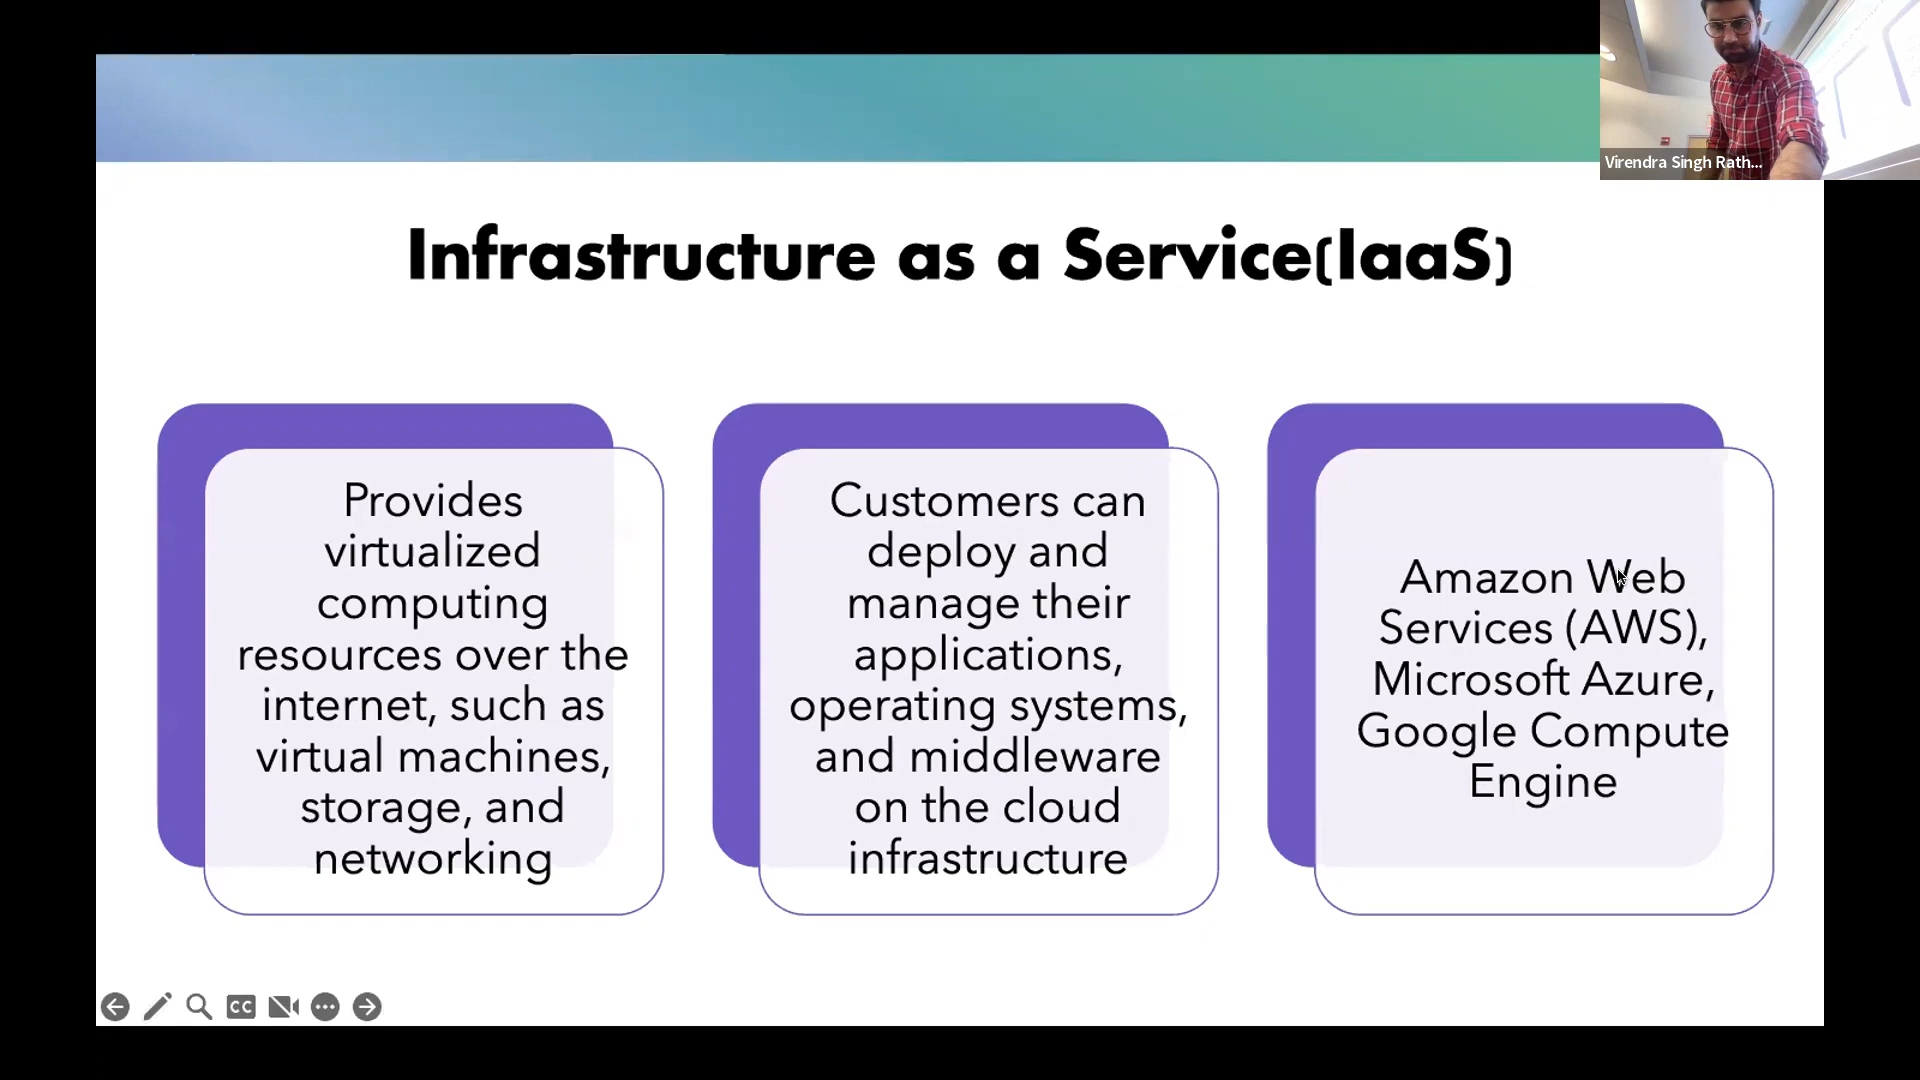 Virendra Singh Rath...
Infrastructure as a Service(IaaS)
Provides
virtualized
computing
resources over the
internet, such as
virtual machines,
storage, and
networking
Customers can
deploy and
manage their
applications,
operating systems,
and middleware
on the cloud
infrastructure
Amazon Web
Services (AWS),
Microsoft Azure,
Google Compute
Engine
CC